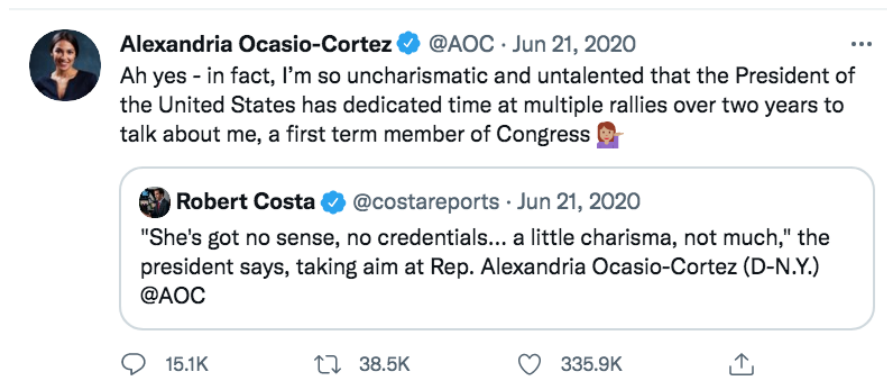 Alexandria Ocasio-Cortez @AOC · Jun 21, 2020
Ah yes - in fact, I'm so uncharismatic and untalented that the President of
the United States has dedicated time at multiple rallies over two years to
talk about me, a first term member of Congress 💁🏽‍♀️
Robert Costa @costareports · Jun 21, 2020
"She's got no sense, no credentials... a little charisma, not much," the
president says, taking aim at Rep. Alexandria Ocasio-Cortez (D-N.Y.)
@AOC
15.1K 38.5K 335.9K